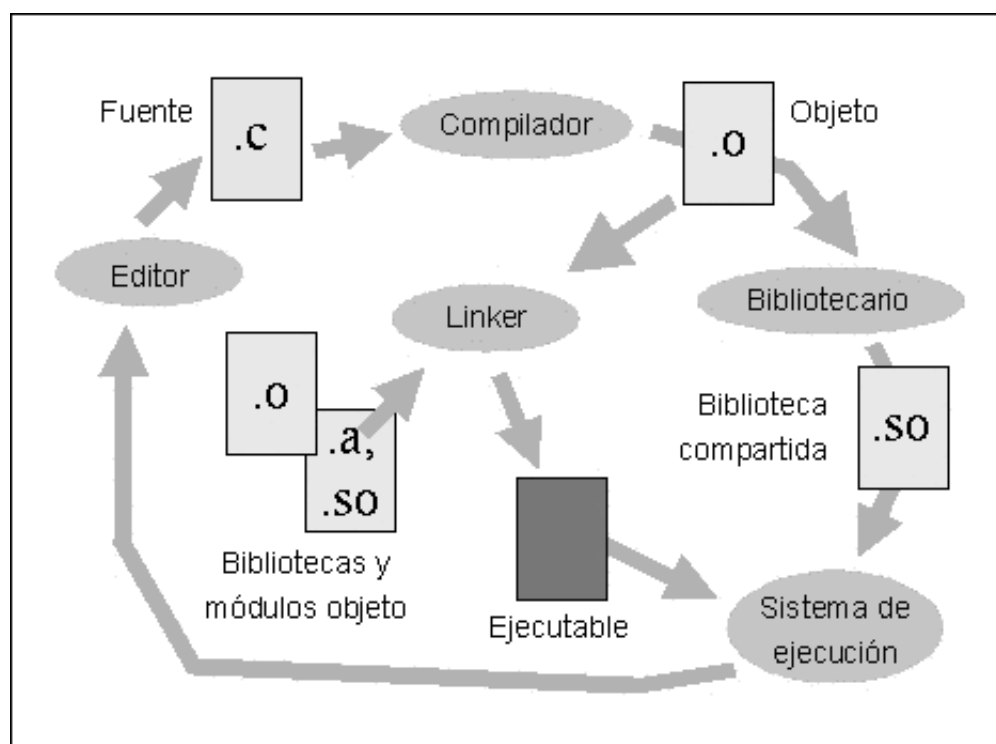 Fuente
.c
Compilador
.o
Objeto
Editor
Linker
Bibliotecario
.o
.a,
.so
Biblioteca
compartida
.so
Bibliotecas y
módulos objeto
Ejecutable
Sistema de
ejecución